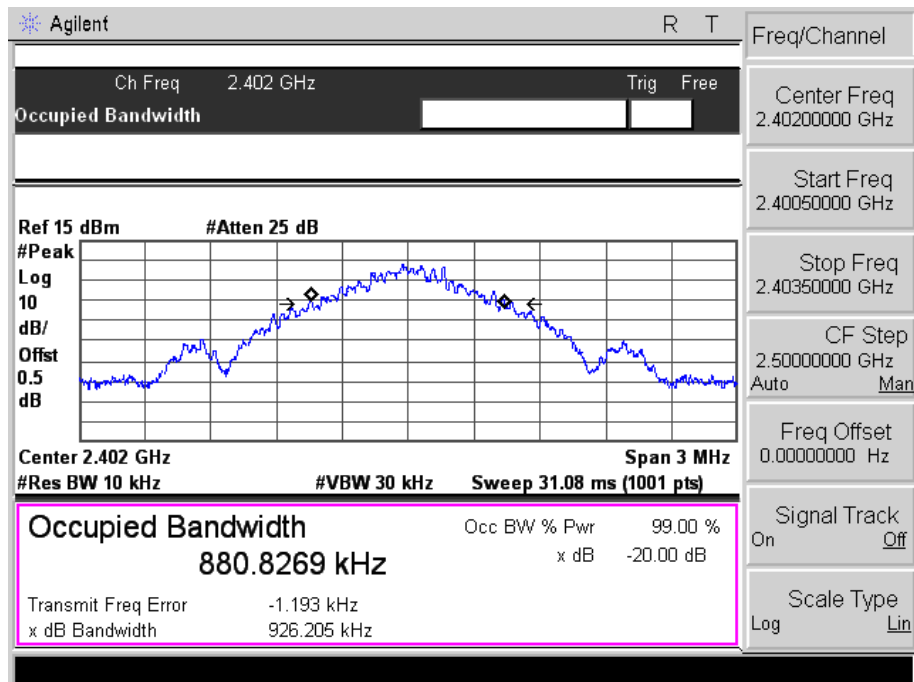 Agilent R T
Ch Freq 2.402 GHz Trig Free
Occupied Bandwidth
Ref 15 dBm #Atten 25 dB
#Peak
Log
10
dB/
Offst
0.5
dB
Center 2.402 GHz Span 3 MHz
#Res BW 10 kHz #VBW 30 kHz Sweep 31.08 ms (1001 pts)
Occupied Bandwidth
880.8269 kHz
Occ BW % Pwr 99.00 %
x dB -20.00 dB
Transmit Freq Error -1.193 kHz
x dB Bandwidth 926.205 kHz
Freq/Channel
Center Freq
2.40200000 GHz
Start Freq
2.40050000 GHz
Stop Freq
2.40350000 GHz
CF Step
2.50000000 GHz
Auto Man
Freq Offset
0.00000000 Hz
Signal Track
On Off
Scale Type
Log Lin